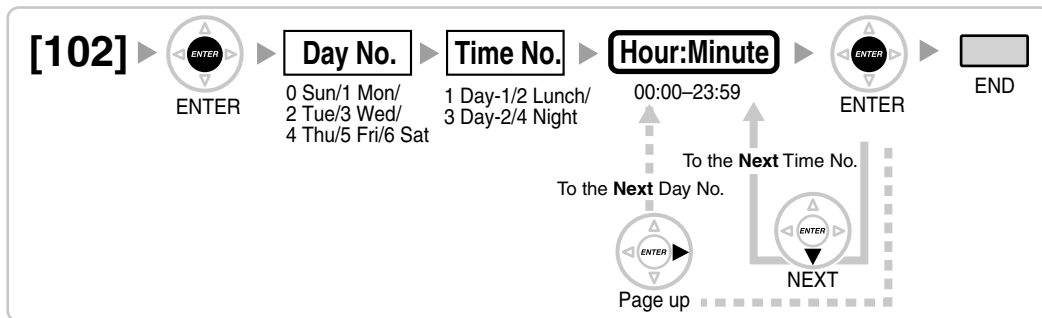 [102]
ENTER
ENTER
Day No.
0 Sun/1 Mon/
2 Tue/3 Wed/
4 Thu/5 Fri/6 Sat
Time No.
1 Day-1/2 Lunch/
3 Day-2/4 Night
Hour:Minute
00:00–23:59
ENTER
ENTER
END
To the Next Time No.
To the Next Day No.
ENTER
Page up
ENTER
NEXT